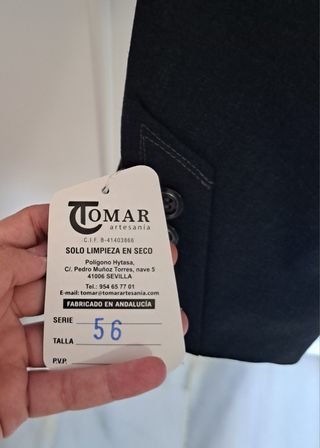 TOMAR
artesanía
C.I.F. B-41403866
SOLO LIMPIEZA EN SECO
Polígono Hytasa,
C/. Pedro Muñoz Torres, nave 5
41006 SEVILLA
Tel.: 954 65 77 01
E-mail: tomar@tomarartesania.com
FABRICADO EN ANDALUCÍA
SERIE
56
TALLA
P.V.P.